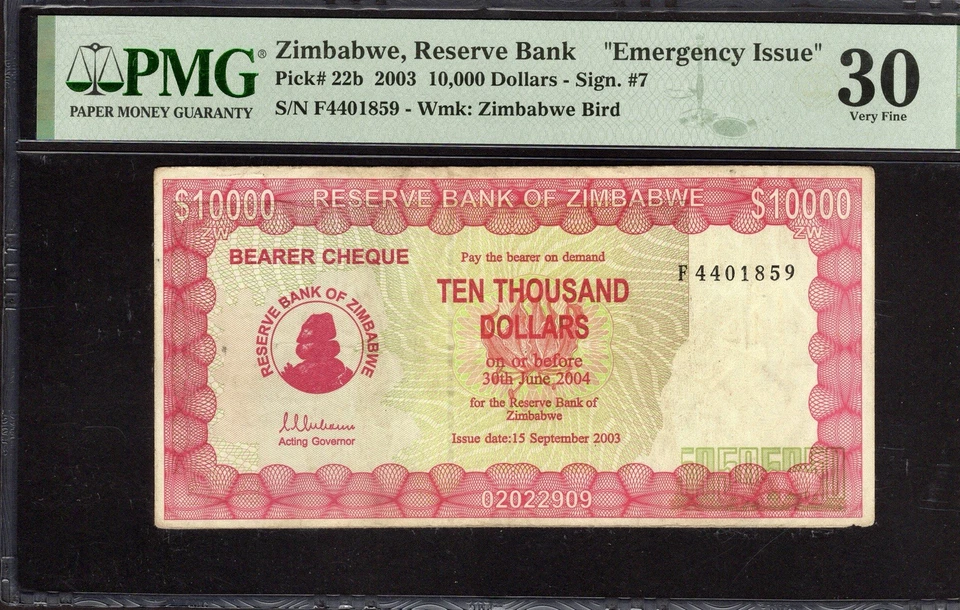 PMG®
PAPER MONEY GUARANTY
Zimbabwe, Reserve Bank "Emergency Issue"
Pick# 22b 2003 10,000 Dollars - Sign. #7
S/N F4401859 - Wmk: Zimbabwe Bird
30
Very Fine
$10000 RESERVE BANK OF ZIMBABWE $10000
ZW ZW
BEARER CHEQUE
Pay the bearer on demand
F 4401859
TEN THOUSAND
DOLLARS
RESERVE BANK OF ZIMBABWE
on or before
30th June 2004
for the Reserve Bank of
Zimbabwe
Acting Governor
Issue date:15 September 2003
02022909